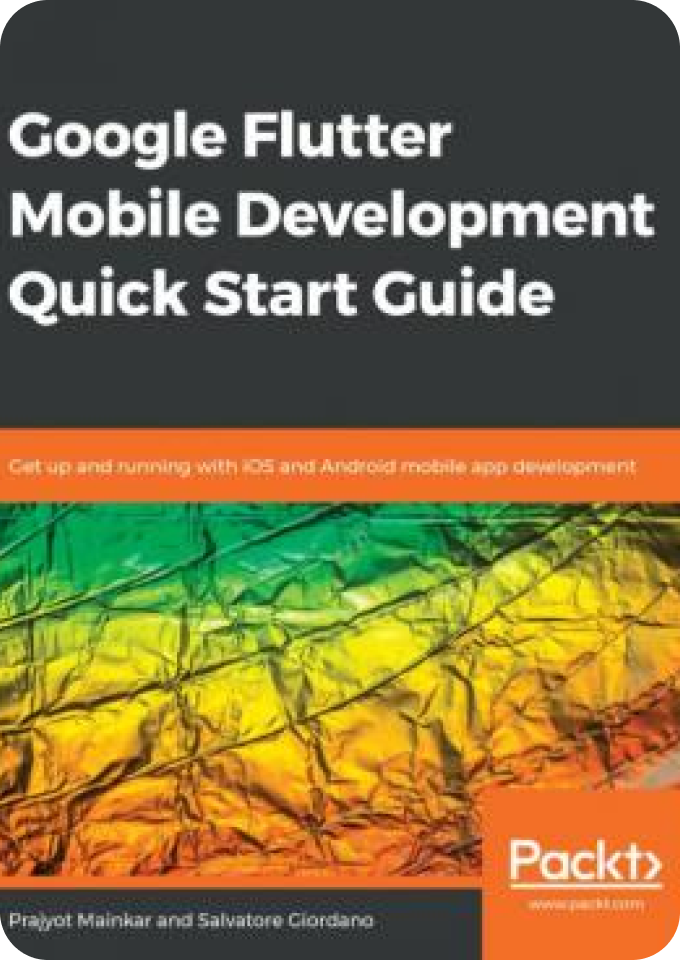 Google Flutter
Mobile Development
Quick Start Guide
Get up and running with iOS and Android mobile app development
Packt>
www.packt.com
Prajyot Mainkar and Salvatore Giordano